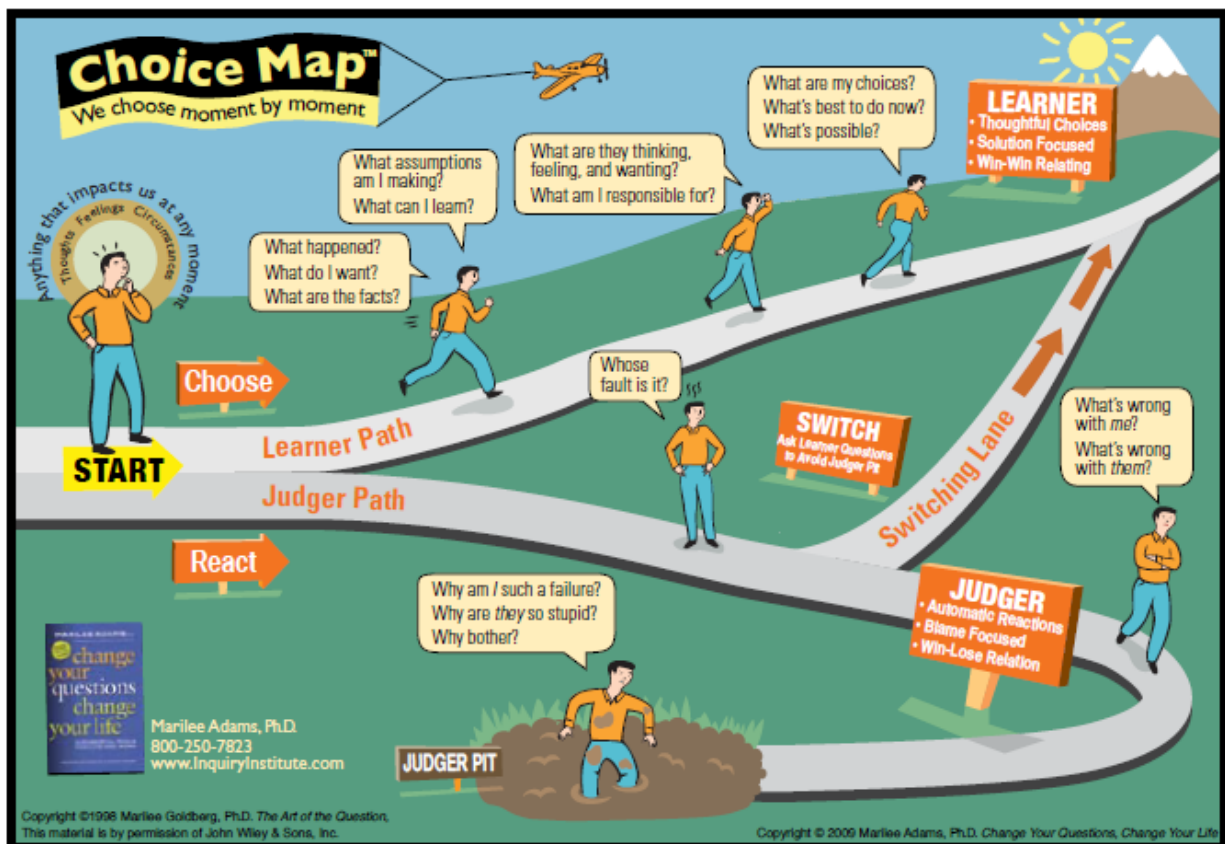 Choice Map™
We choose moment by moment
What are my choices?
What's best to do now?
What's possible?
LEARNER
• Thoughtful Choices
• Solution Focused
• Win-Win Relating
What are they thinking,
feeling, and wanting?
What am I responsible for?
What assumptions
am I making?
What can I learn?
What happened?
What do I want?
What are the facts?
Anything that impacts us at any moment
Thoughts Feelings Circumstances
Choose
START
Learner Path
Judger Path
React
Whose
fault is it?
SWITCH
Ask Learner Questions
to Avoid Judger Pit
Switching Lane
What's wrong
with me?
What's wrong
with them?
JUDGER
• Automatic Reactions
• Blame Focused
• Win-Lose Relation
Why am I such a failure?
Why are they so stupid?
Why bother?
JUDGER PIT
MARILEE ADAMS
change
your
questions
change
your life
Marilee Adams, Ph.D.
800-250-7823
www.InquiryInstitute.com
Copyright ©1998 Marilee Goldberg, Ph.D. The Art of the Question,
This material is by permission of John Wiley & Sons, Inc.
Copyright © 2009 Marilee Adams, Ph.D. Change Your Questions, Change Your Life